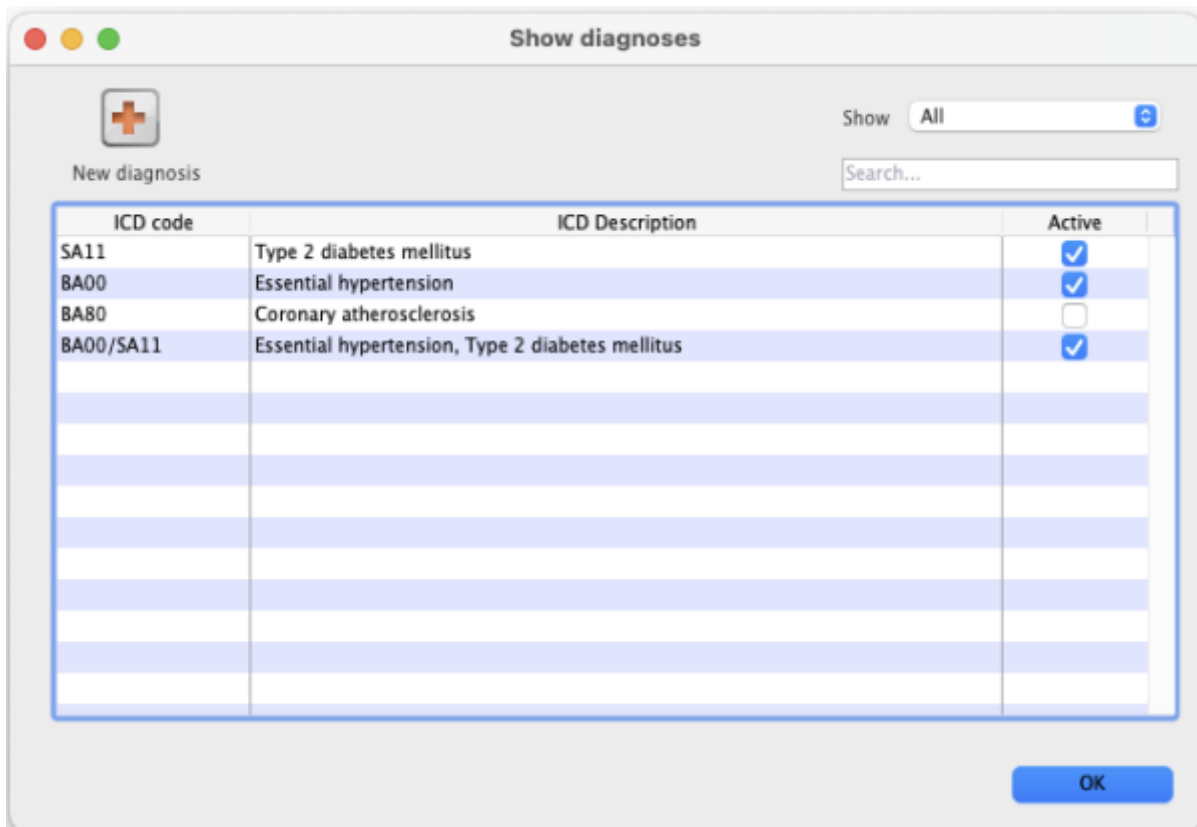 Show diagnoses
Show All
New diagnosis
Search...
ICD code ICD Description Active
SA11 Type 2 diabetes mellitus
BA00 Essential hypertension
BA80 Coronary atherosclerosis
BA00/SA11 Essential hypertension, Type 2 diabetes mellitus
OK